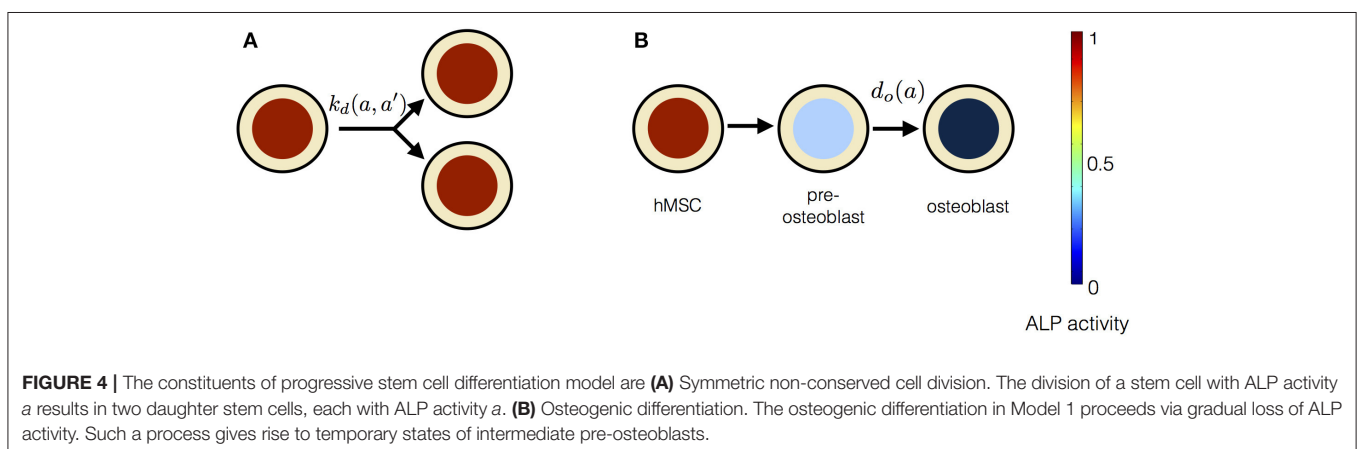 A
B
k_d(a, a′)
d_o(a)
hMSC
pre-
osteoblast
osteoblast
1
0.5
0
ALP activity
FIGURE 4 | The constituents of progressive stem cell differentiation model are (A) Symmetric non-conserved cell division. The division of a stem cell with ALP activity
a results in two daughter stem cells, each with ALP activity a. (B) Osteogenic differentiation. The osteogenic differentiation in Model 1 proceeds via gradual loss of ALP
activity. Such a process gives rise to temporary states of intermediate pre-osteoblasts.